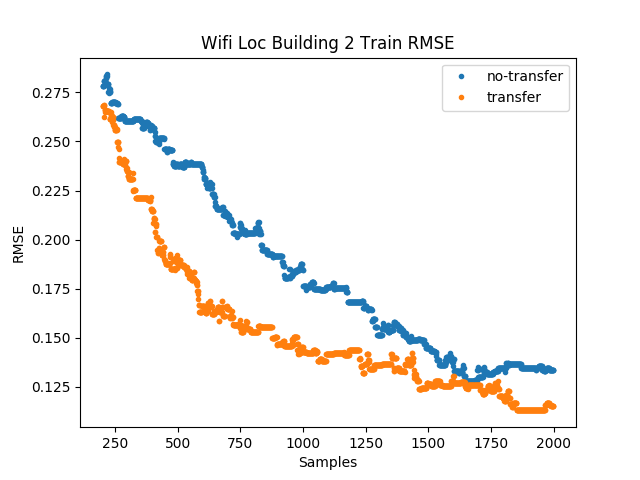 Wifi Loc Building 2 Train RMSE
no-transfer
transfer
RMSE
0.275
0.250
0.225
0.200
0.175
0.150
0.125
250 500 750 1000 1250 1500 1750 2000
Samples